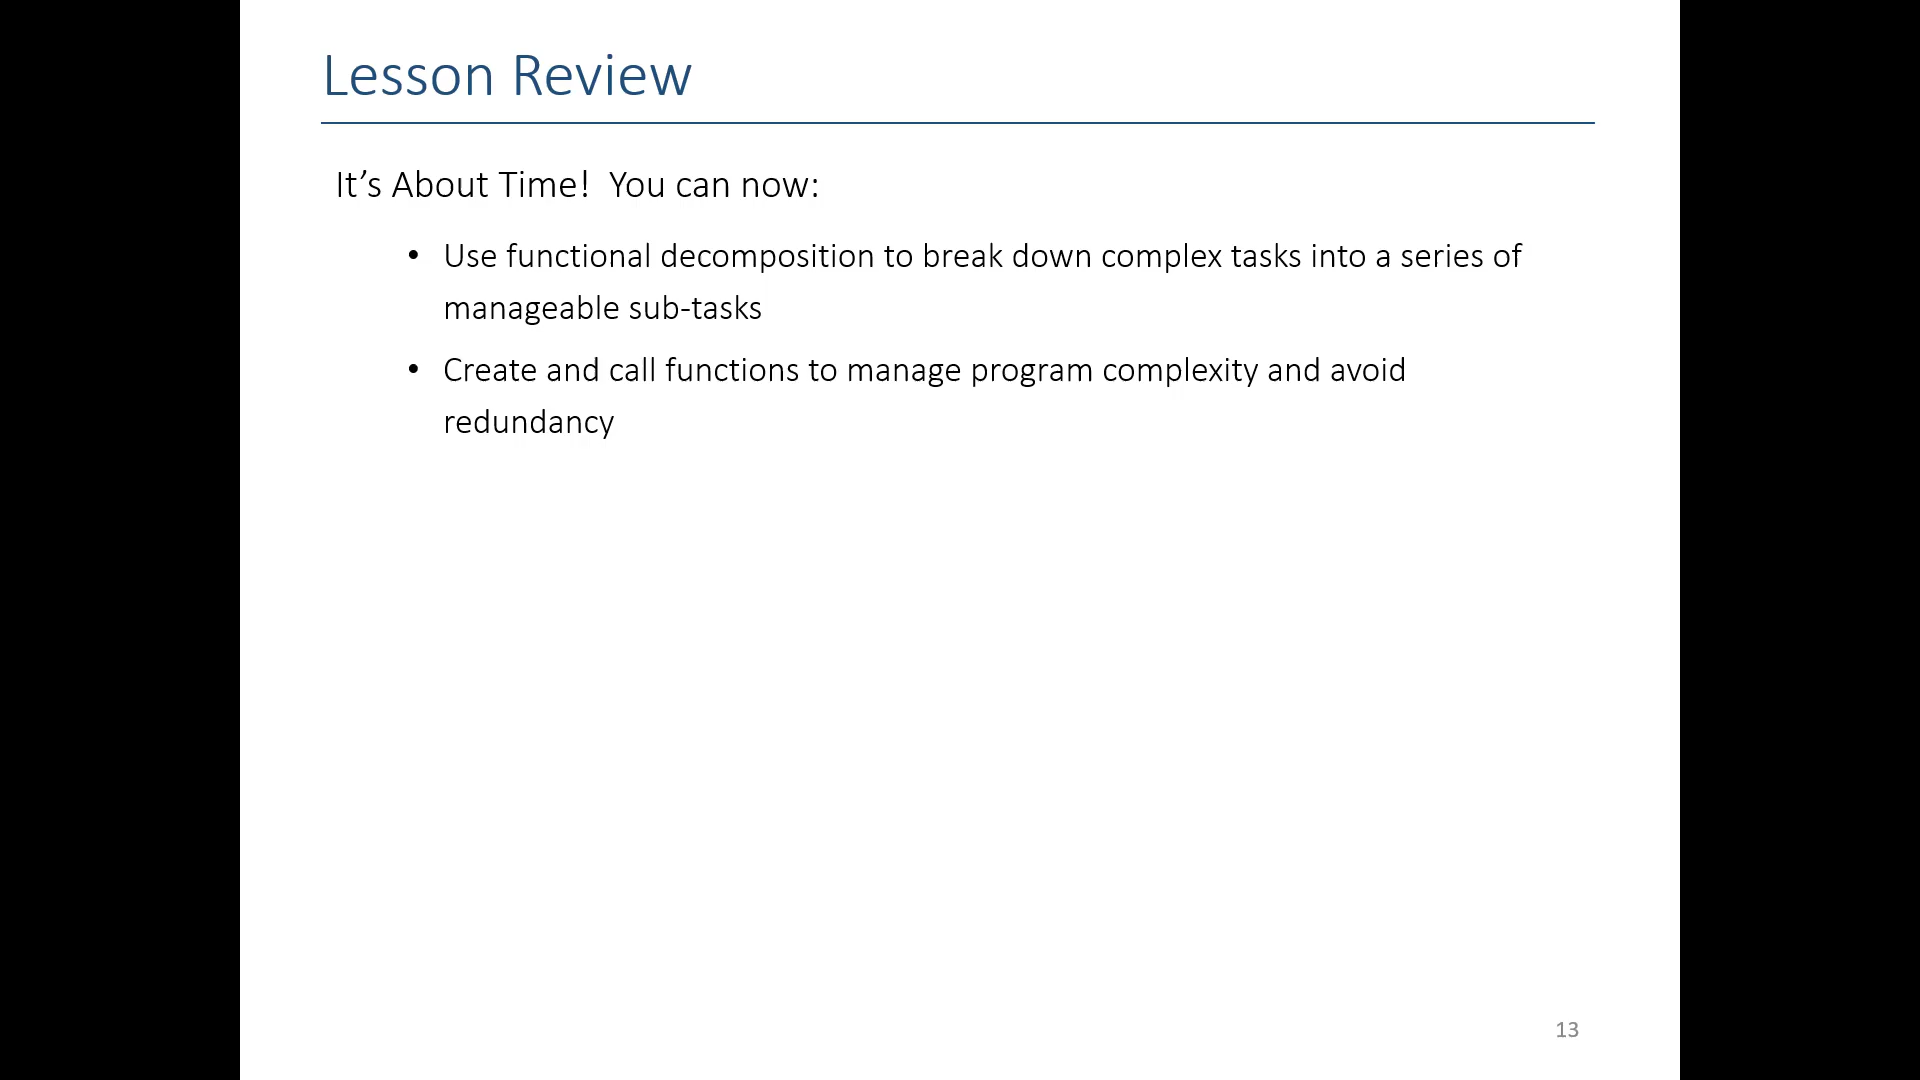 Lesson Review
It’s About Time!  You can now:
• Use functional decomposition to break down complex tasks into a series of
manageable sub-tasks
• Create and call functions to manage program complexity and avoid
redundancy
13